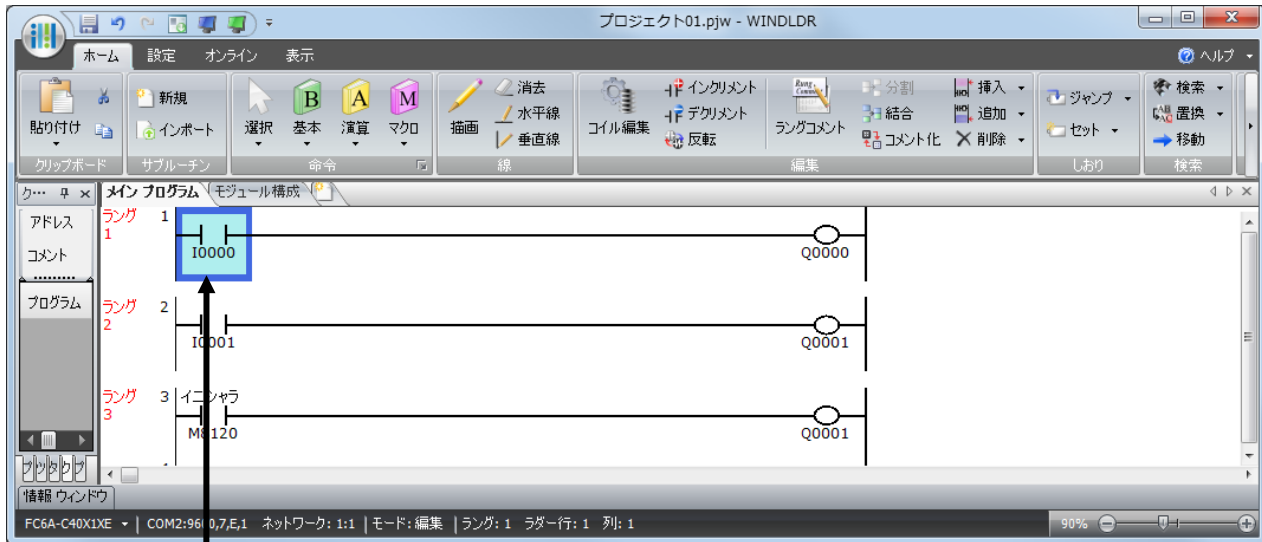 プロジェクト01.pjw - WINDLDR
ホーム 設定 オンライン 表示 ヘルプ
貼り付け 新規 インポート 選択 B 基本 A 演算 M マクロ 描画 消去 水平線 垂直線 コイル編集 インクリメント デクリメント 反転 ラングコメント 分割 結合 コメント化 挿入 追加 削除 ジャンプ セット 検索 置換 移動
クリップボード サブルーチン 命令 線 編集 しおり 検索
ク… メイン プログラム モジュール構成
アドレス
コメント
プログラム
ラング 1
1
I0000 Q0000
ラング 2
2
I0001 Q0001
ラング 3 イニシャラ
3
M8120 Q0001
プ ツ タ ク プ
情報 ウィンドウ
FC6A-C40X1XE COM2:9600,7,E,1 ネットワーク: 1:1 モード: 編集 ラング: 1 ラダー行: 1 列: 1 90%